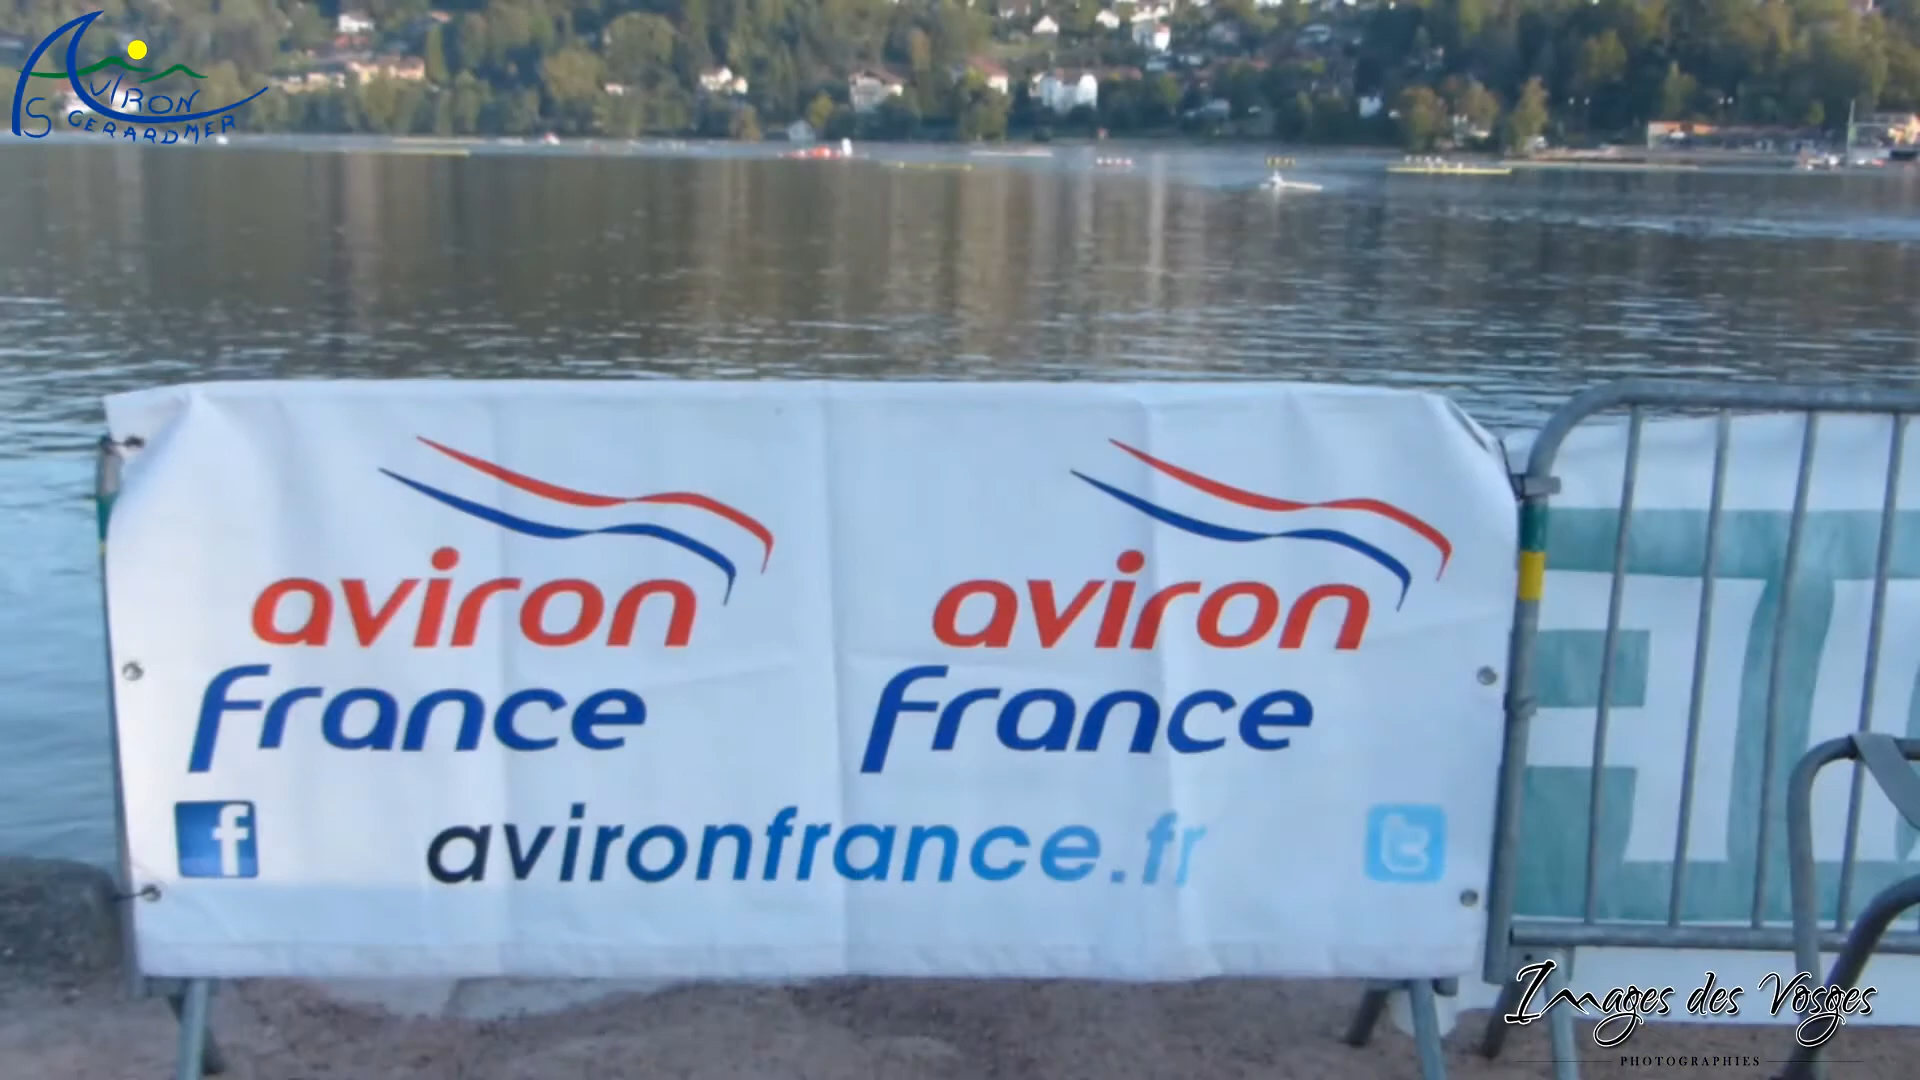 AVIRON
S GERARDMER
aviron
france
aviron
france
f
avironfrance.fr
t
Images des Vosges
PHOTOGRAPHIES